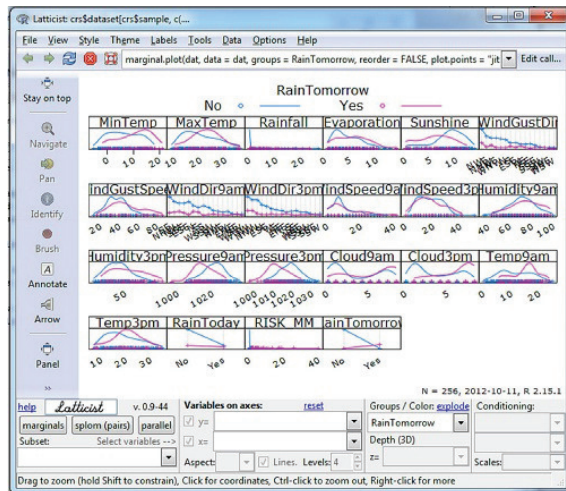 Latticist: crs$dataset[crs$sample, c(...
File View Style Theme Labels Tools Data Options Help
marginal.plot(dat, data = dat, groups = RainTomorrow, reorder = FALSE, plot.points = "jit
Edit call...
Stay on top
Navigate
Pan
Identify
Brush
Annotate
Arrow
Panel
»
RainTomorrow
No Yes
MinTemp MaxTemp Rainfall Evaporation Sunshine WindGustDir
0 10 20 10 20 30 0 20 40 0 5 10 0 5 10
indGustSpee WindDir9am WindDir3pm indSpeed9a indSpeed3p Humidity9am
20 40 60 80 0 20 40 0 20 40 40 60 80 100
Humidity3pm Pressure9am Pressure3pm Cloud9am Cloud3pm Temp9am
50 1000 1020 1000 1010 1020 1030 0 5 0 5 0 10 20
Temp3pm RainToday RISK_MM ainTomorrow
10 20 30 No Yes 0 20 40 No Yes
N = 256, 2012-10-11, R 2.15.1
help Latticist v. 0.9-44
marginals splom (pairs) parallel
Subset: Select variables -->
Variables on axes: reset
y=
x=
Aspect: Lines. Levels: 4
Groups / Color: explode
RainTomorrow
Depth (3D)
z=
Conditioning:
Scales:
Drag to zoom (hold Shift to constrain), Click for coordinates, Ctrl-click to zoom out, Right-click for more